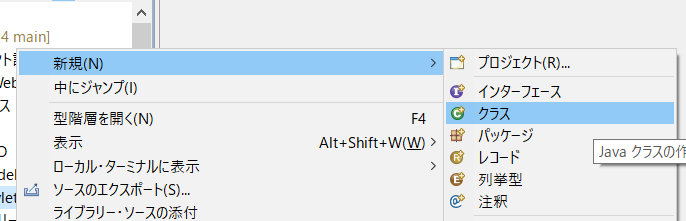 4 main]
新規(N)
中にジャンプ(I)
型階層を開く(N)
F4
表示
Alt+Shift+W(W)
ローカル・ターミナルに表示
ソースのエクスポート(S)...
ライブラリー・ソースの添付
プロジェクト(R)...
インターフェース
クラス
パッケージ
レコード
列挙型
注釈
Java クラスの作